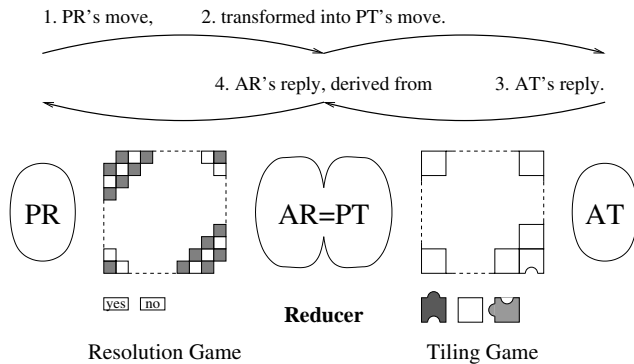 1. PR's move, 2. transformed into PT's move.
4. AR's reply, derived from 3. AT's reply.
PR AR=PT AT
yes no
Reducer
Resolution Game Tiling Game